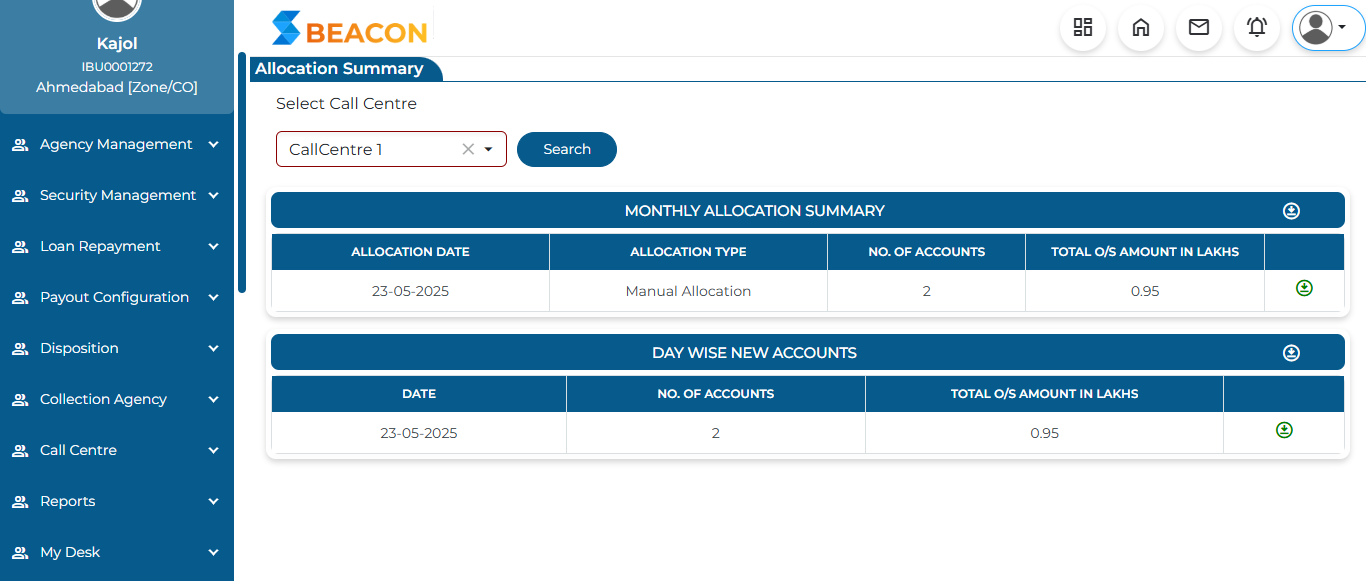 Kajol
IBU0001272
Ahmedabad [Zone/CO]
Agency Management
Security Management
Loan Repayment
Payout Configuration
Disposition
Collection Agency
Call Centre
Reports
My Desk
BEACON
Allocation Summary
Select Call Centre
CallCentre 1
Search
MONTHLY ALLOCATION SUMMARY
ALLOCATION DATE ALLOCATION TYPE NO. OF ACCOUNTS TOTAL O/S AMOUNT IN LAKHS
23-05-2025 Manual Allocation 2 0.95
DAY WISE NEW ACCOUNTS
DATE NO. OF ACCOUNTS TOTAL O/S AMOUNT IN LAKHS
23-05-2025 2 0.95